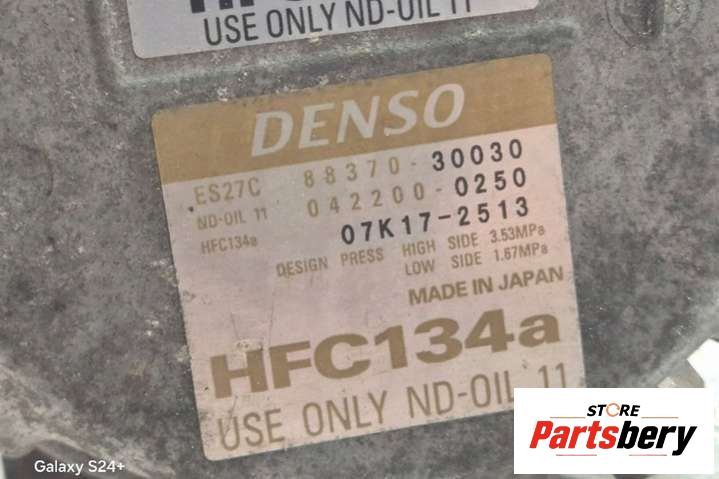 USE ONLY ND-OIL 11
DENSO
ES27C 88370-30030
ND-OIL 11 042200-0250
HFC134a 07K17-2513
DESIGN PRESS HIGH SIDE 3.53MPa
LOW SIDE 1.67MPa
MADE IN JAPAN
HFC134a
USE ONLY ND-OIL 11
STORE
Partsbery
Galaxy S24+